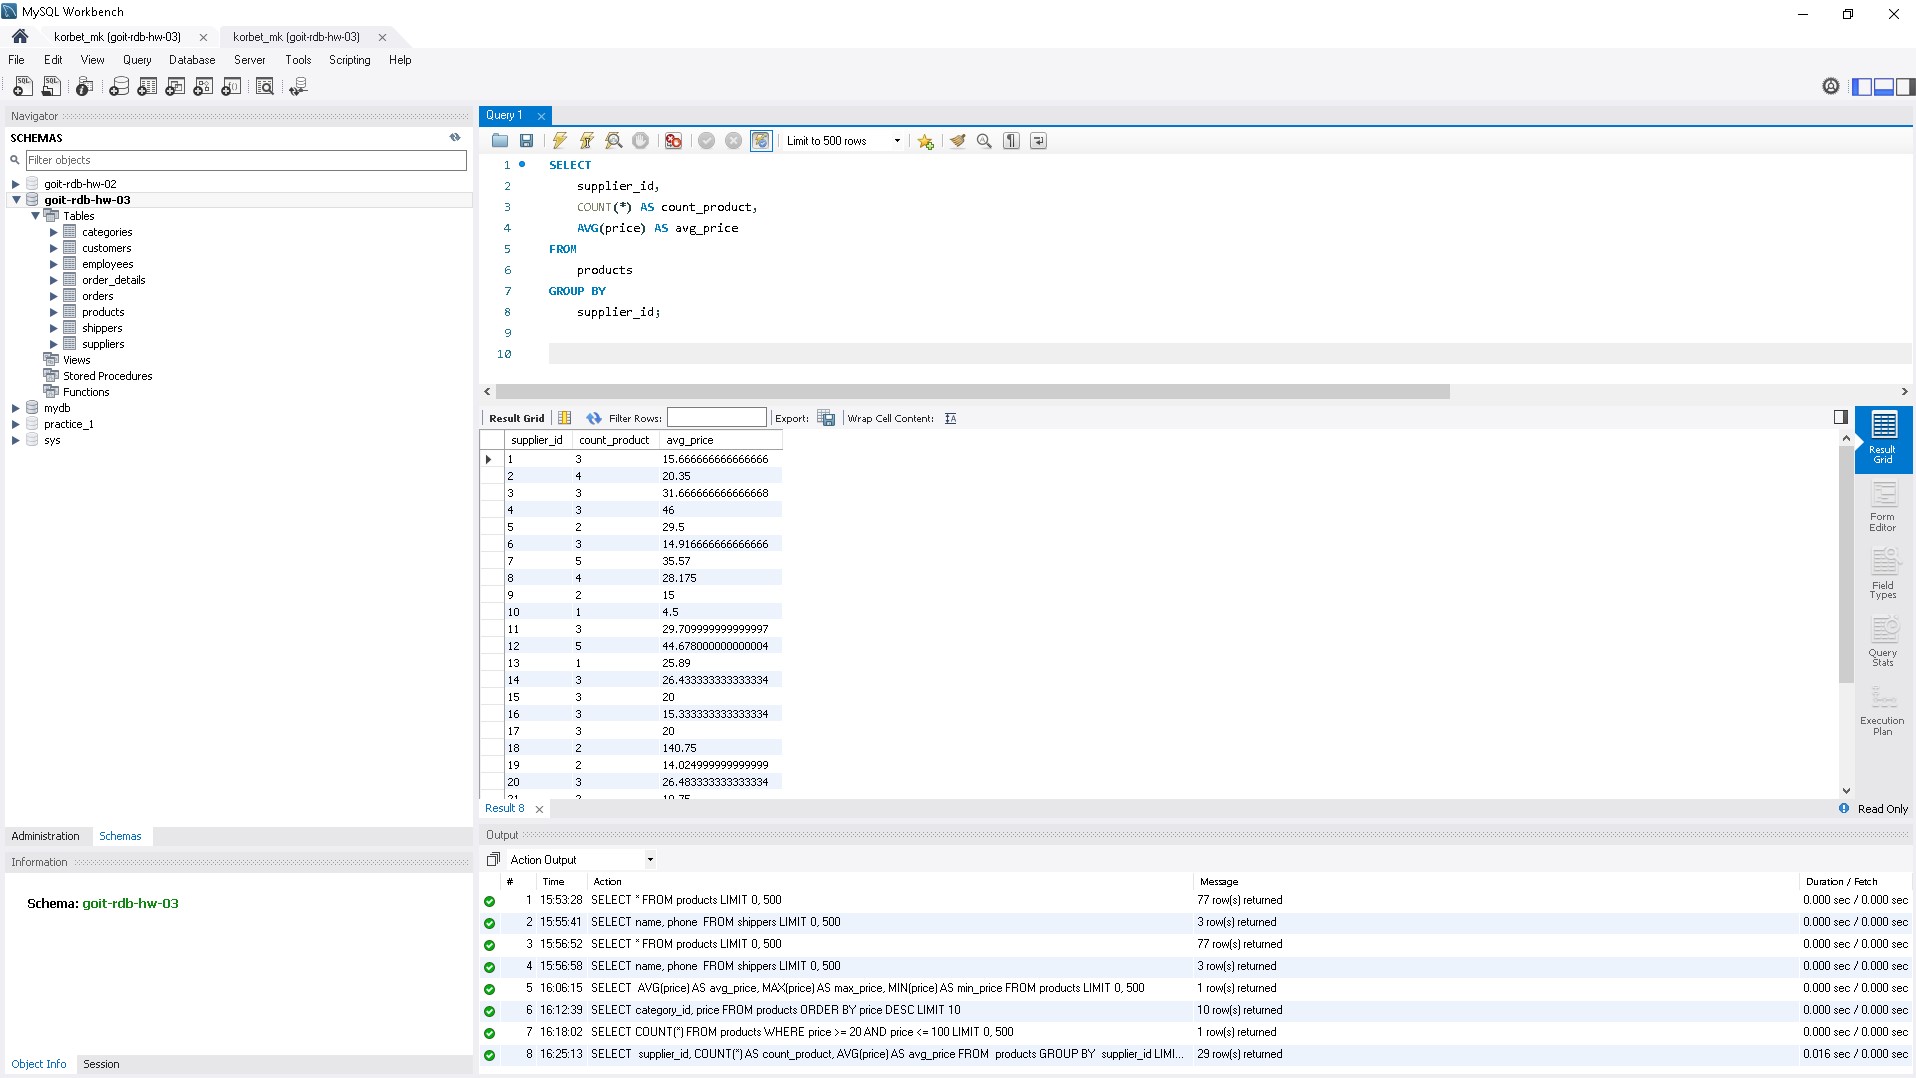 MySQL Workbench
korbet_mk (goit-rdb-hw-03)
korbet_mk (goit-rdb-hw-03)
File Edit View Query Database Server Tools Scripting Help
Navigator
SCHEMAS
Filter objects
goit-rdb-hw-02
goit-rdb-hw-03
Tables
categories
customers
employees
order_details
orders
products
shippers
suppliers
Views
Stored Procedures
Functions
mydb
practice_1
sys
Administration Schemas
Information
Schema: goit-rdb-hw-03
Object Info Session
Query 1
Limit to 500 rows
1 SELECT
2 supplier_id,
3 COUNT(*) AS count_product,
4 AVG(price) AS avg_price
5 FROM
6 products
7 GROUP BY
8 supplier_id;
9
10
Result Grid Filter Rows: Export: Wrap Cell Content:
supplier_id count_product avg_price
1 3 15.666666666666666
2 4 20.35
3 3 31.666666666666668
4 3 46
5 2 29.5
6 3 14.916666666666666
7 5 35.57
8 4 28.175
9 2 15
10 1 4.5
11 3 29.709999999999997
12 5 44.678000000000004
13 1 25.89
14 3 26.433333333333334
15 3 20
16 3 15.333333333333334
17 3 20
18 2 140.75
19 2 14.024999999999999
20 3 26.483333333333334
Result Grid
Form Editor
Field Types
Query Stats
Execution Plan
Result 8
Read Only
Output
Action Output
# Time Action Message Duration / Fetch
1 15:53:28 SELECT * FROM products LIMIT 0, 500 77 row(s) returned 0.000 sec / 0.000 sec
2 15:55:41 SELECT name, phone FROM shippers LIMIT 0, 500 3 row(s) returned 0.000 sec / 0.000 sec
3 15:56:52 SELECT * FROM products LIMIT 0, 500 77 row(s) returned 0.000 sec / 0.000 sec
4 15:56:58 SELECT name, phone FROM shippers LIMIT 0, 500 3 row(s) returned 0.000 sec / 0.000 sec
5 16:06:15 SELECT AVG(price) AS avg_price, MAX(price) AS max_price, MIN(price) AS min_price FROM products LIMIT 0, 500 1 row(s) returned 0.000 sec / 0.000 sec
6 16:12:39 SELECT category_id, price FROM products ORDER BY price DESC LIMIT 10 10 row(s) returned 0.000 sec / 0.000 sec
7 16:18:02 SELECT COUNT(*) FROM products WHERE price >= 20 AND price <= 100 LIMIT 0, 500 1 row(s) returned 0.000 sec / 0.000 sec
8 16:25:13 SELECT supplier_id, COUNT(*) AS count_product, AVG(price) AS avg_price FROM products GROUP BY supplier_id LIMI... 29 row(s) returned 0.016 sec / 0.000 sec